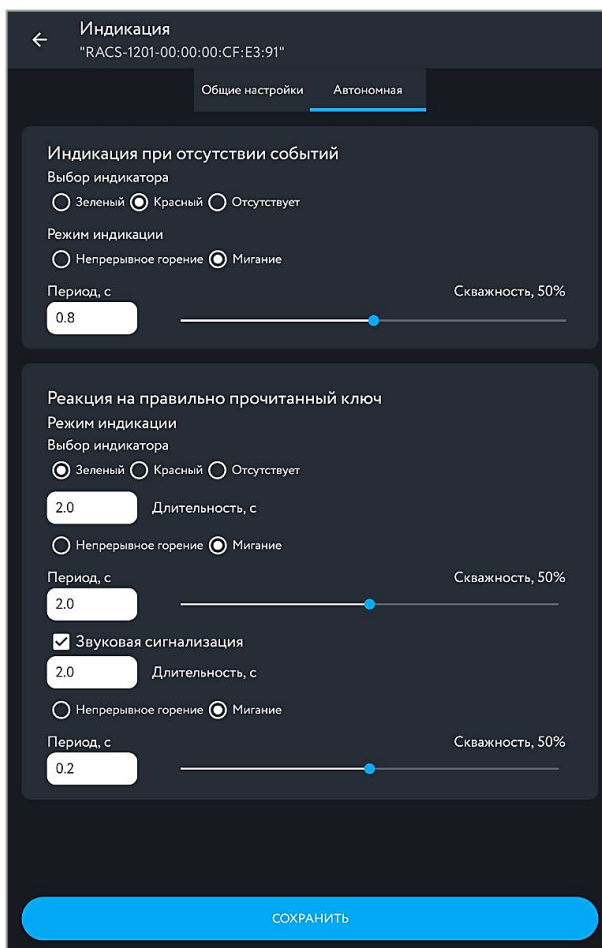 Индикация
"RACS-1201-00:00:00:CF:E3:91"
Общие настройки Автономная
Индикация при отсутствии событий
Выбор индикатора
Зеленый Красный Отсутствует
Режим индикации
Непрерывное горение Мигание
Период, с Скважность, 50%
0.8
Реакция на правильно прочитанный ключ
Режим индикации
Выбор индикатора
Зеленый Красный Отсутствует
2.0 Длительность, с
Непрерывное горение Мигание
Период, с Скважность, 50%
2.0
Звуковая сигнализация
2.0 Длительность, с
Непрерывное горение Мигание
Период, с Скважность, 50%
0.2
СОХРАНИТЬ